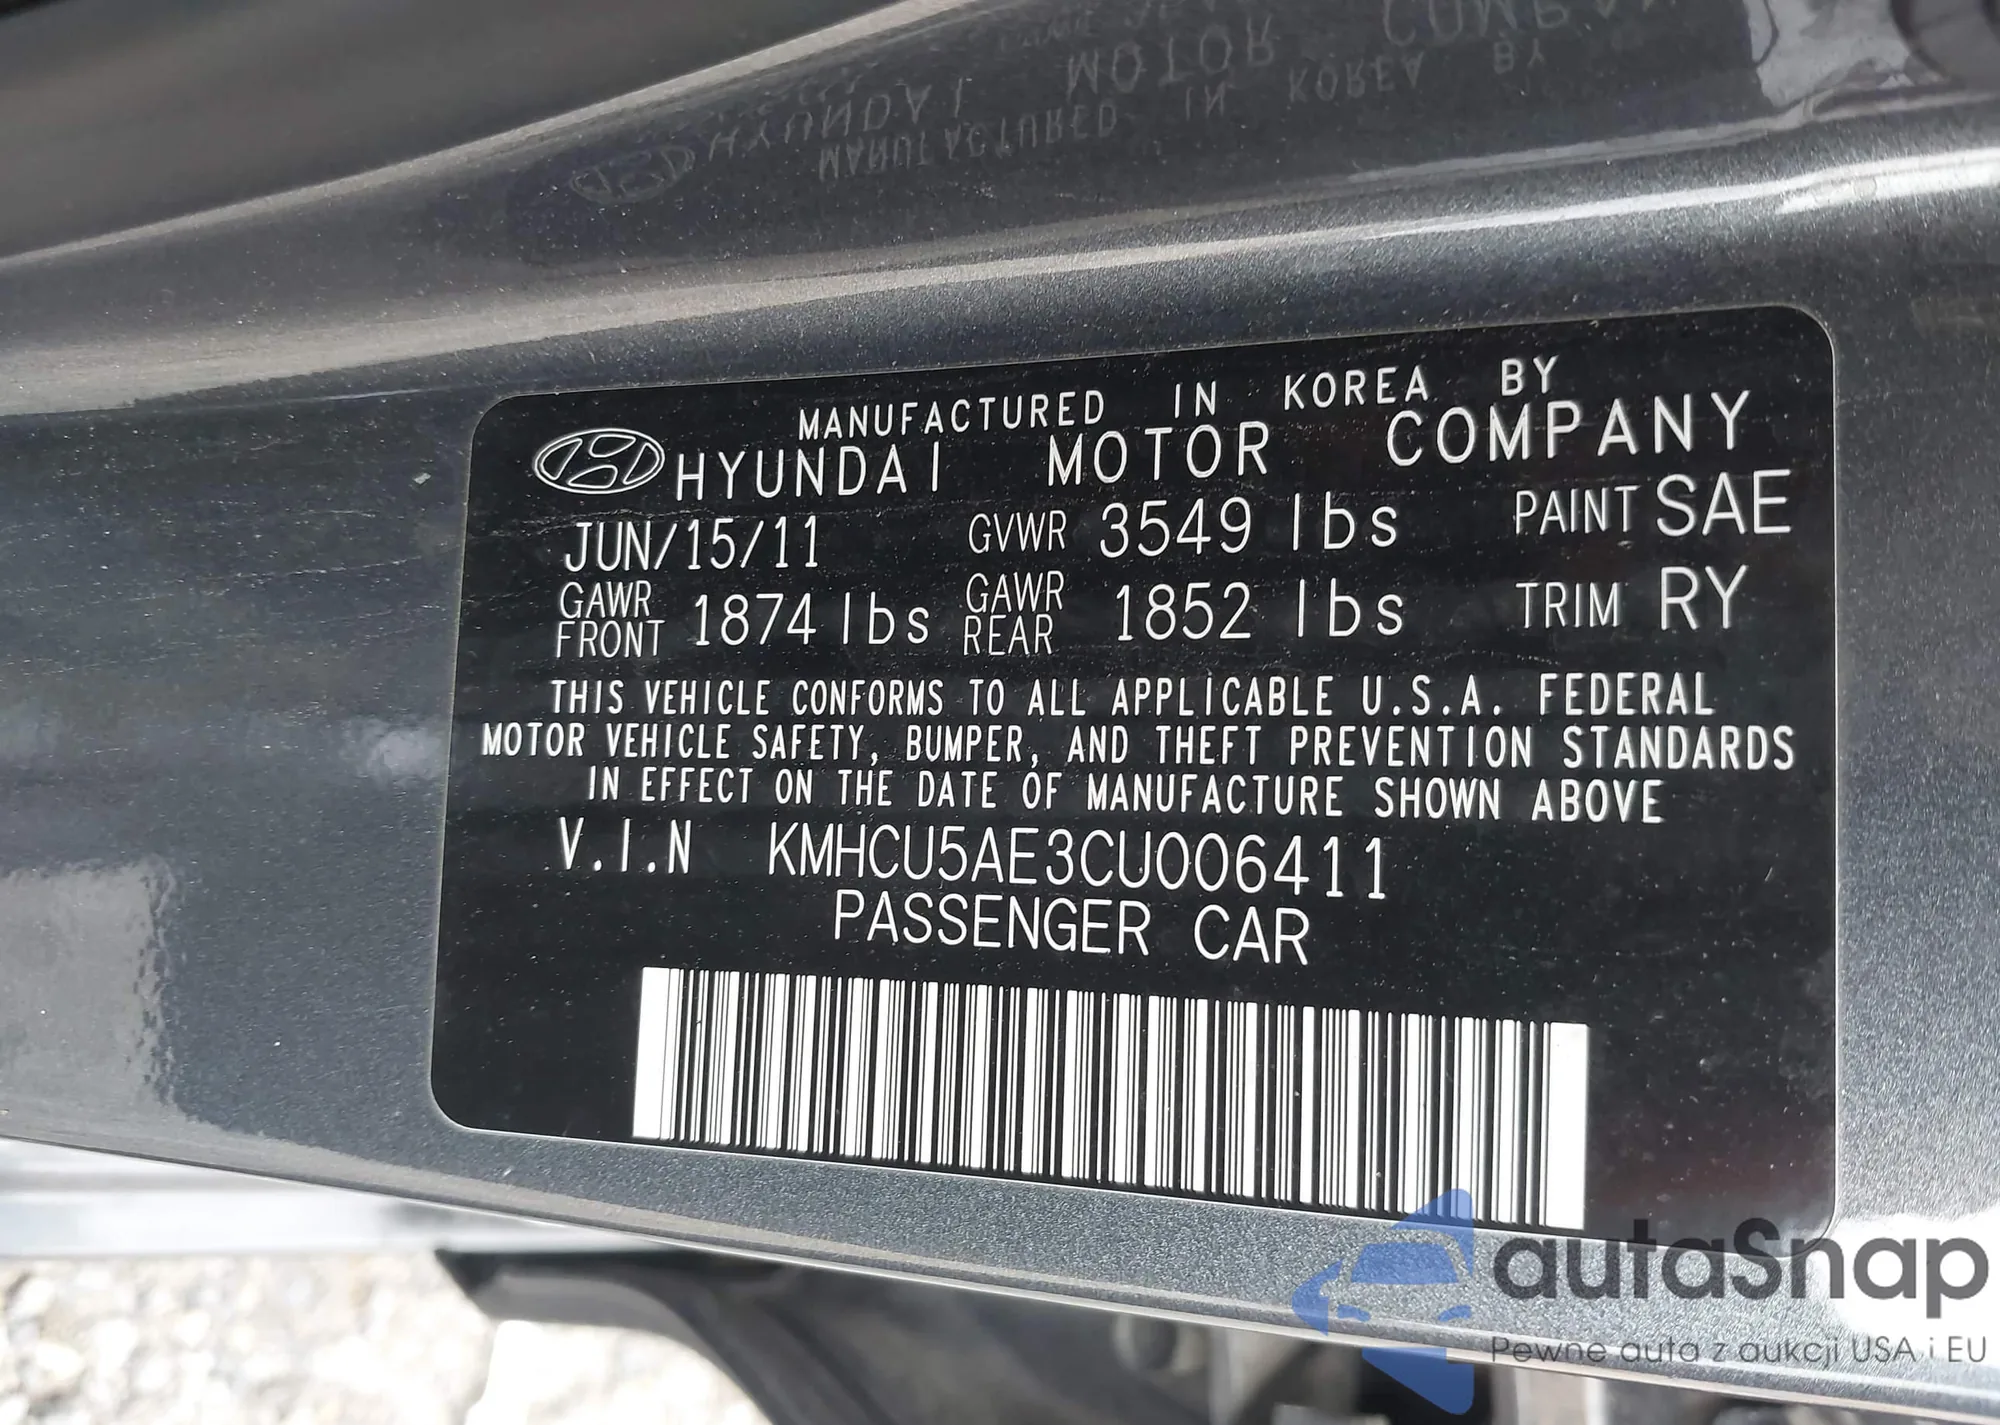 MANUFACTURED IN KOREA BY
HYUNDAI MOTOR COMPANY
JUN/15/11 GVWR 3549 lbs PAINT SAE
GAWR FRONT 1874 lbs GAWR REAR 1852 lbs TRIM RY
THIS VEHICLE CONFORMS TO ALL APPLICABLE U.S.A. FEDERAL
MOTOR VEHICLE SAFETY, BUMPER, AND THEFT PREVENTION STANDARDS
IN EFFECT ON THE DATE OF MANUFACTURE SHOWN ABOVE
V.I.N KMHCU5AE3CU006411
PASSENGER CAR
autaSnap
Pewne auta z aukcji USA i EU